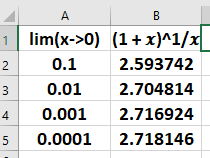 A B
1 lim(x->0) (1 + x)^1/x
2 0.1 2.593742
3 0.01 2.704814
4 0.001 2.716924
5 0.0001 2.718146